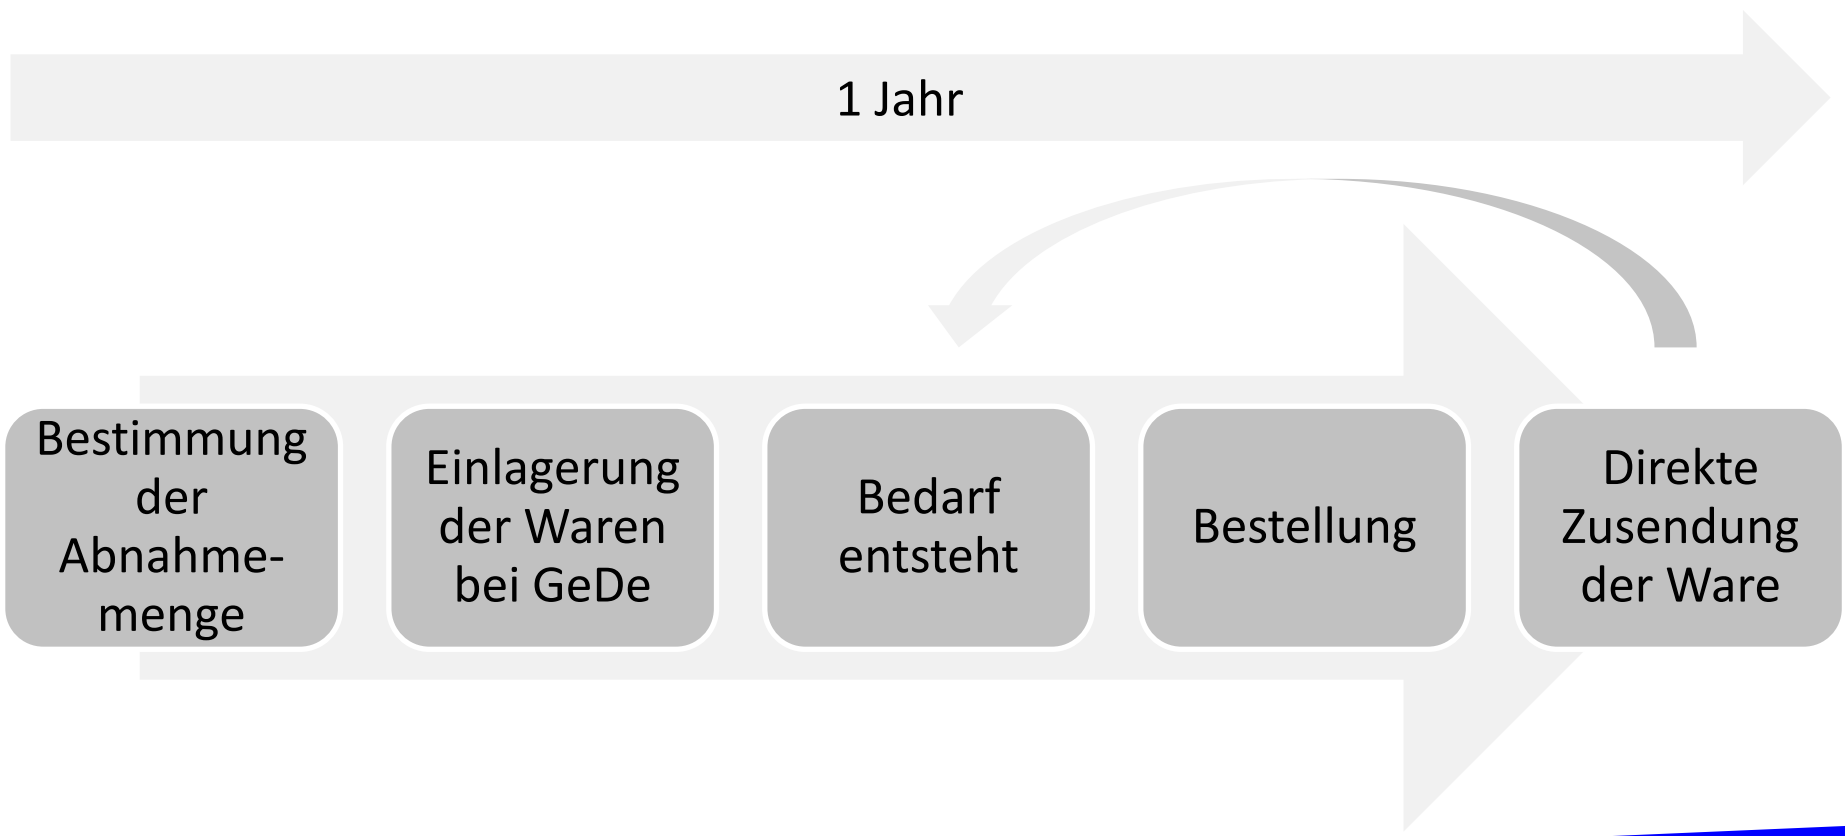 1 Jahr
Bestimmung
der
Abnahme-
menge
Einlagerung
der Waren
bei GeDe
Bedarf
entsteht
Bestellung
Direkte
Zusendung
der Ware